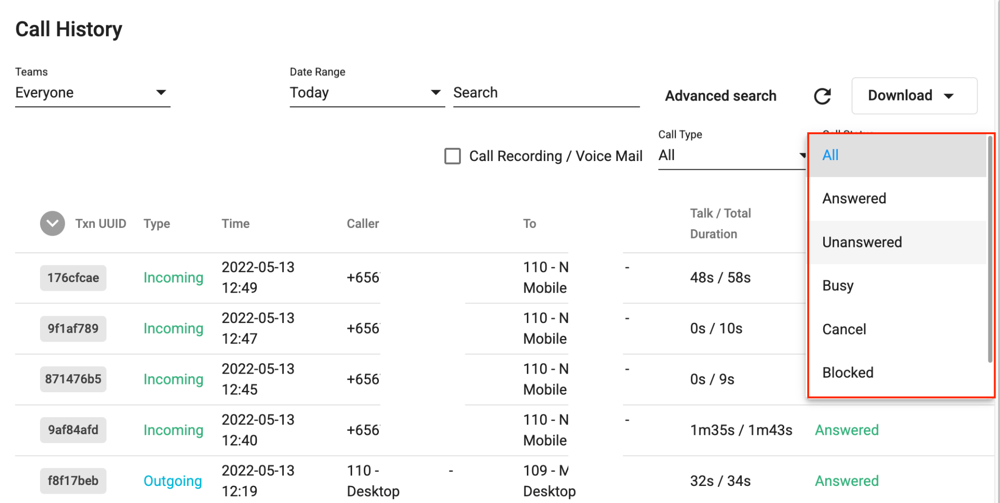 Call History
Teams
Date Range
Everyone
Today
Search
Advanced search
Download
Call Type
Call Status
Call Recording / Voice Mail
All
All
Answered
Unanswered
Busy
Cancel
Blocked
Txn UUID
Type
Time
Caller
To
Talk / Total
Duration
176cfcae
Incoming
2022-05-13
12:49
+656
110 - N
Mobile
-
48s / 58s
9f1af789
Incoming
2022-05-13
12:47
+656
110 - N
Mobile
-
0s / 10s
871476b5
Incoming
2022-05-13
12:45
+656
110 - N
Mobile
-
0s / 9s
9af84afd
Incoming
2022-05-13
12:40
+656
110 - N
Mobile
-
1m35s / 1m43s
Answered
f8f17beb
Outgoing
2022-05-13
12:19
110 -
Desktop
-
109 - M
Desktop
32s / 34s
Answered